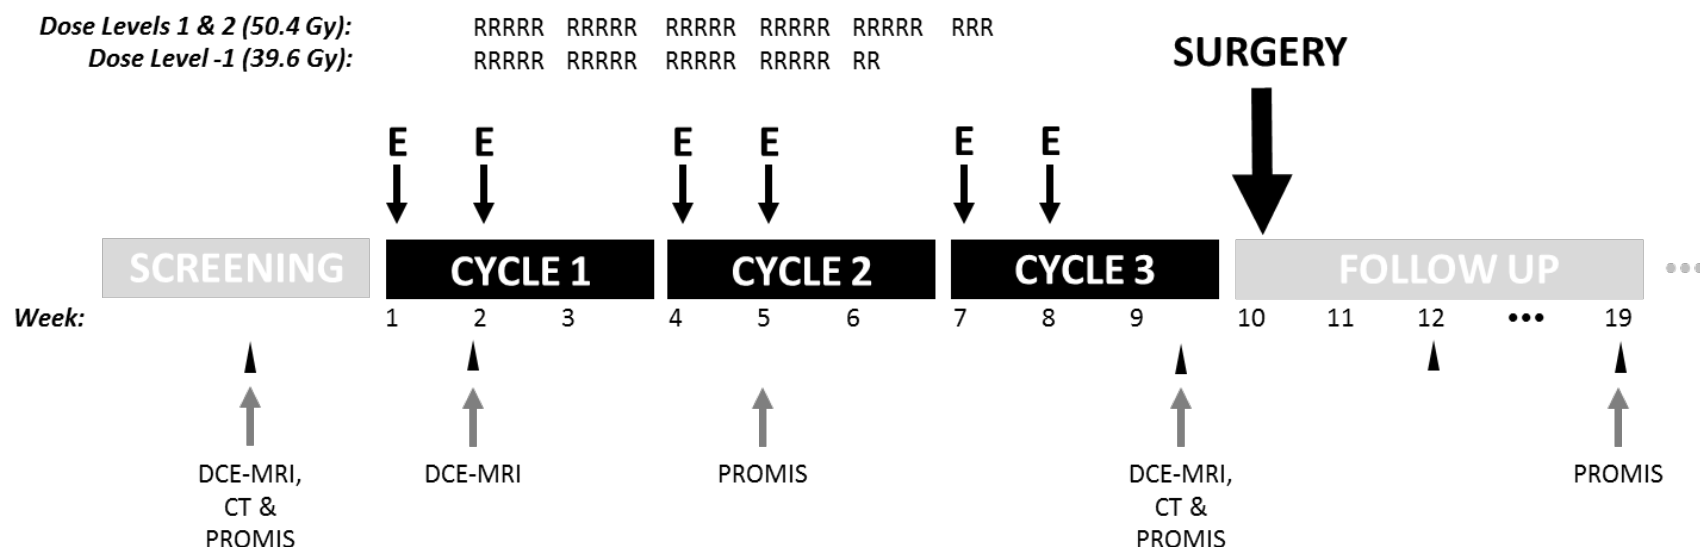 Dose Levels 1 & 2 (50.4 Gy): RRRRR RRRRR RRRRR RRRRR RRRRR RRR
Dose Level -1 (39.6 Gy): RRRRR RRRRR RRRRR RRRRR RR
SURGERY
E E E E E E
SCREENING CYCLE 1 CYCLE 2 CYCLE 3 FOLLOW UP •••
Week: 1 2 3 4 5 6 7 8 9 10 11 12 ••• 19
DCE-MRI,
CT &
PROMIS
DCE-MRI
PROMIS
DCE-MRI,
CT &
PROMIS
PROMIS